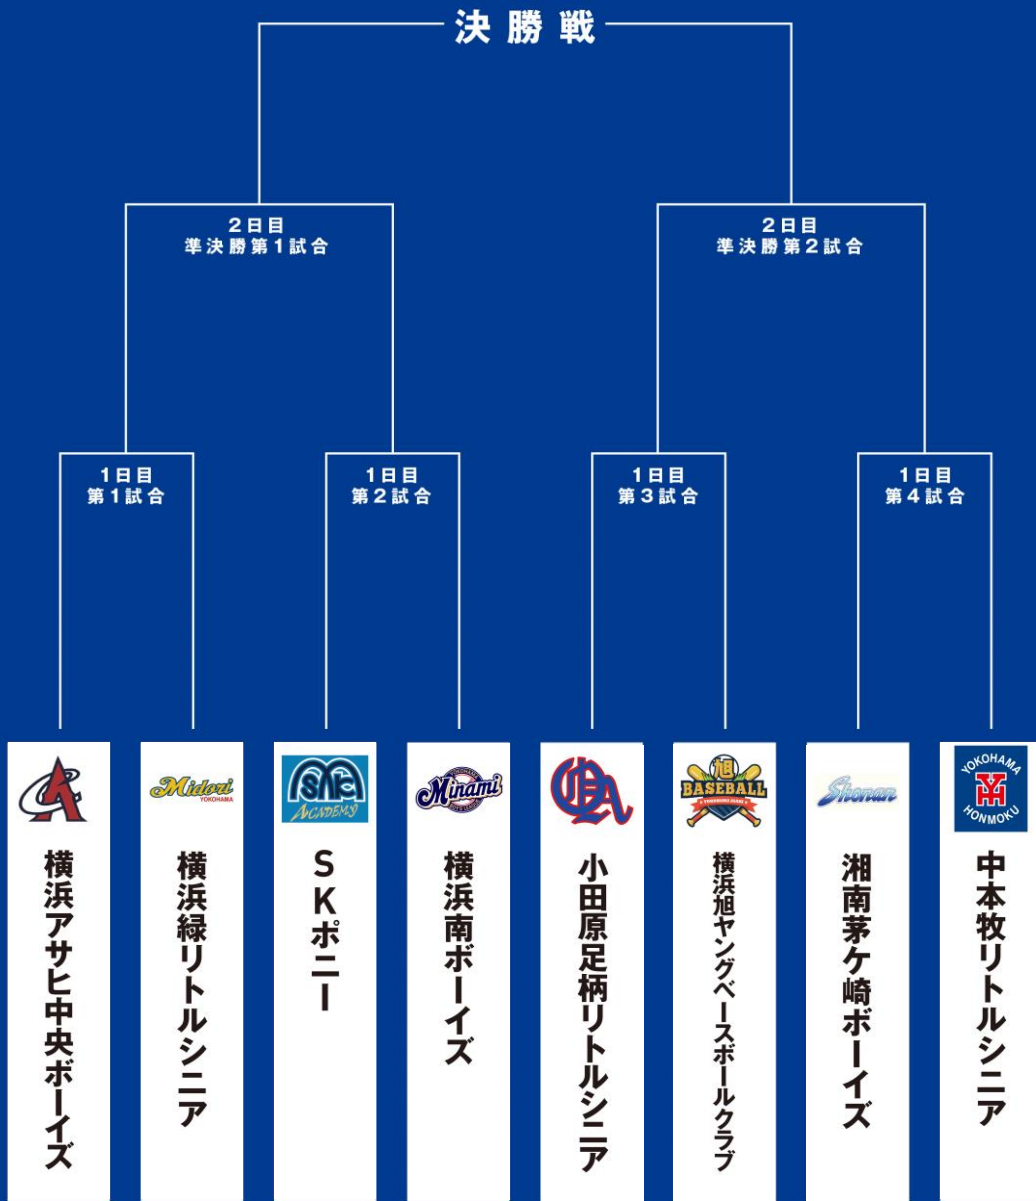 決勝戦
2日目
準決勝第1試合
2日目
準決勝第2試合
1日目
第1試合
1日目
第2試合
1日目
第3試合
1日目
第4試合
Midori
YOKOHAMA
ACADEMY
Minami
旭
BASEBALL
Shonan
YOKOHAMA
YH
HONMOKU
横浜アサヒ中央ボーイズ
横浜緑リトルシニア
SKポニー
横浜南ボーイズ
小田原足柄リトルシニア
横浜旭ヤングベースボールクラブ
湘南茅ケ崎ボーイズ
中本牧リトルシニア